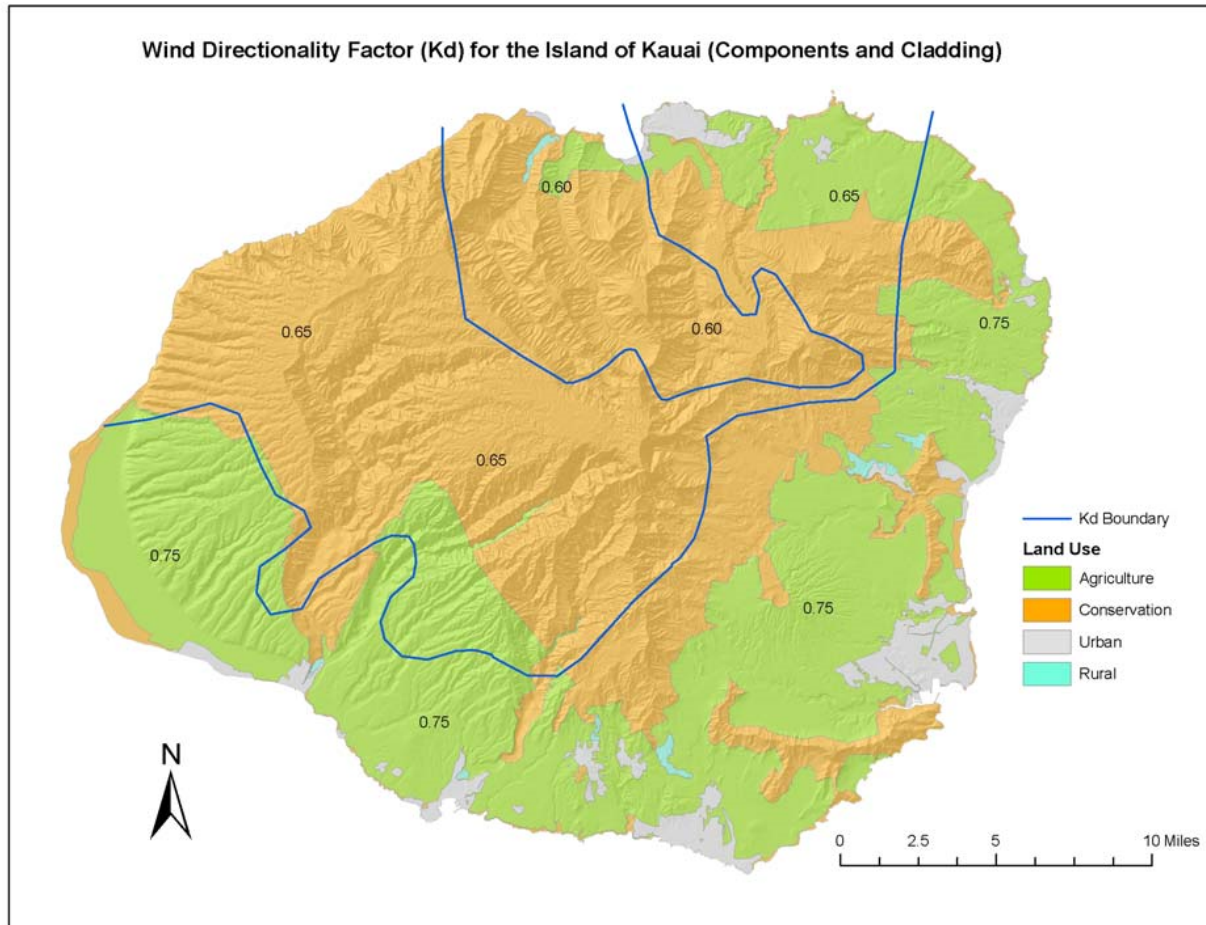 Wind Directionality Factor (Kd) for the Island of Kauai (Components and Cladding)
0.60
0.65
0.65
0.60
0.75
0.65
0.75
0.75
0.75
Kd Boundary
Land Use
Agriculture
Conservation
Urban
Rural
N
0 2.5 5 10 Miles